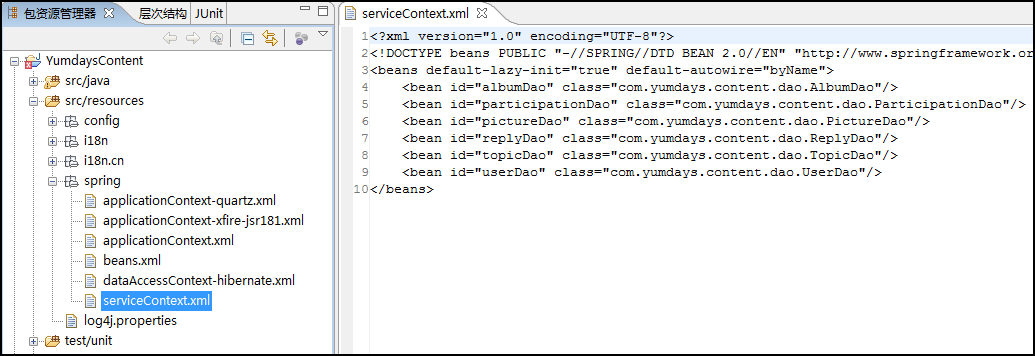 包资源管理器 层次结构 JUnit
YumdaysContent
src/java
src/resources
config
i18n
i18n.cn
spring
applicationContext-quartz.xml
applicationContext-xfire-jsr181.xml
applicationContext.xml
beans.xml
dataAccessContext-hibernate.xml
serviceContext.xml
log4j.properties
test/unit
serviceContext.xml
1 <?xml version="1.0" encoding="UTF-8"?>
2 <!DOCTYPE beans PUBLIC "-//SPRING//DTD BEAN 2.0//EN" "http://www.springframework.or
3 <beans default-lazy-init="true" default-autowire="byName">
4 <bean id="albumDao" class="com.yumdays.content.dao.AlbumDao"/>
5 <bean id="participationDao" class="com.yumdays.content.dao.ParticipationDao"/>
6 <bean id="pictureDao" class="com.yumdays.content.dao.PictureDao"/>
7 <bean id="replyDao" class="com.yumdays.content.dao.ReplyDao"/>
8 <bean id="topicDao" class="com.yumdays.content.dao.TopicDao"/>
9 <bean id="userDao" class="com.yumdays.content.dao.UserDao"/>
10 </beans>